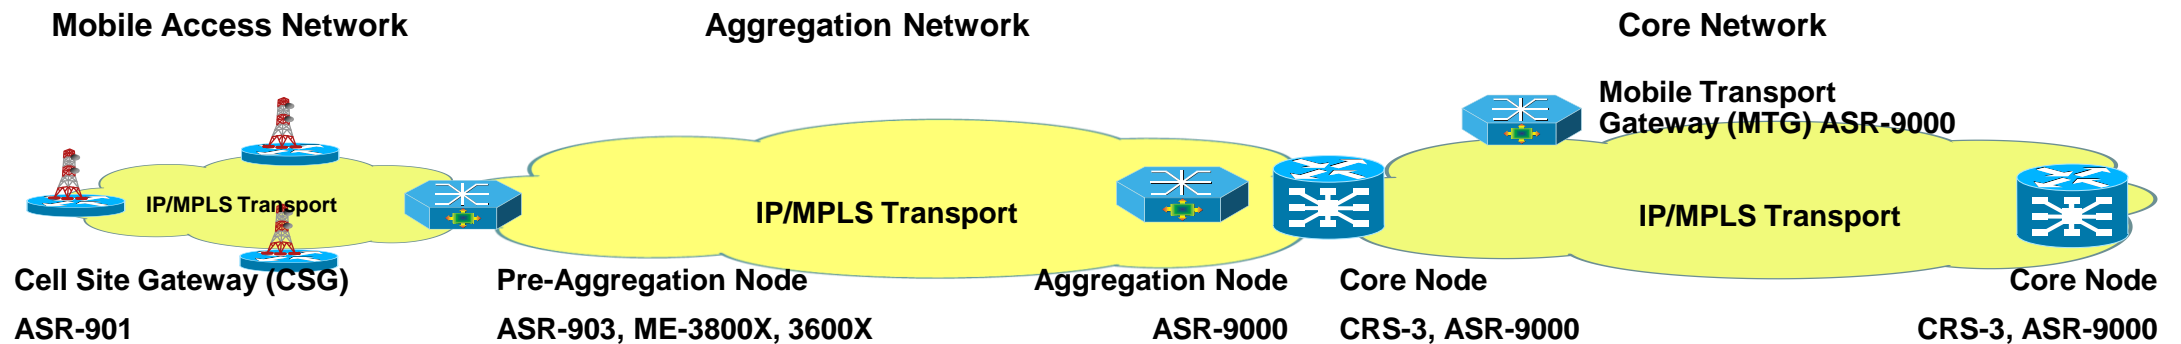 Mobile Access Network
Aggregation Network
Core Network
Mobile Transport
Gateway (MTG) ASR-9000
IP/MPLS Transport
IP/MPLS Transport
IP/MPLS Transport
Cell Site Gateway (CSG)
ASR-901
Pre-Aggregation Node
ASR-903, ME-3800X, 3600X
Aggregation Node
ASR-9000
Core Node
CRS-3, ASR-9000
Core Node
CRS-3, ASR-9000